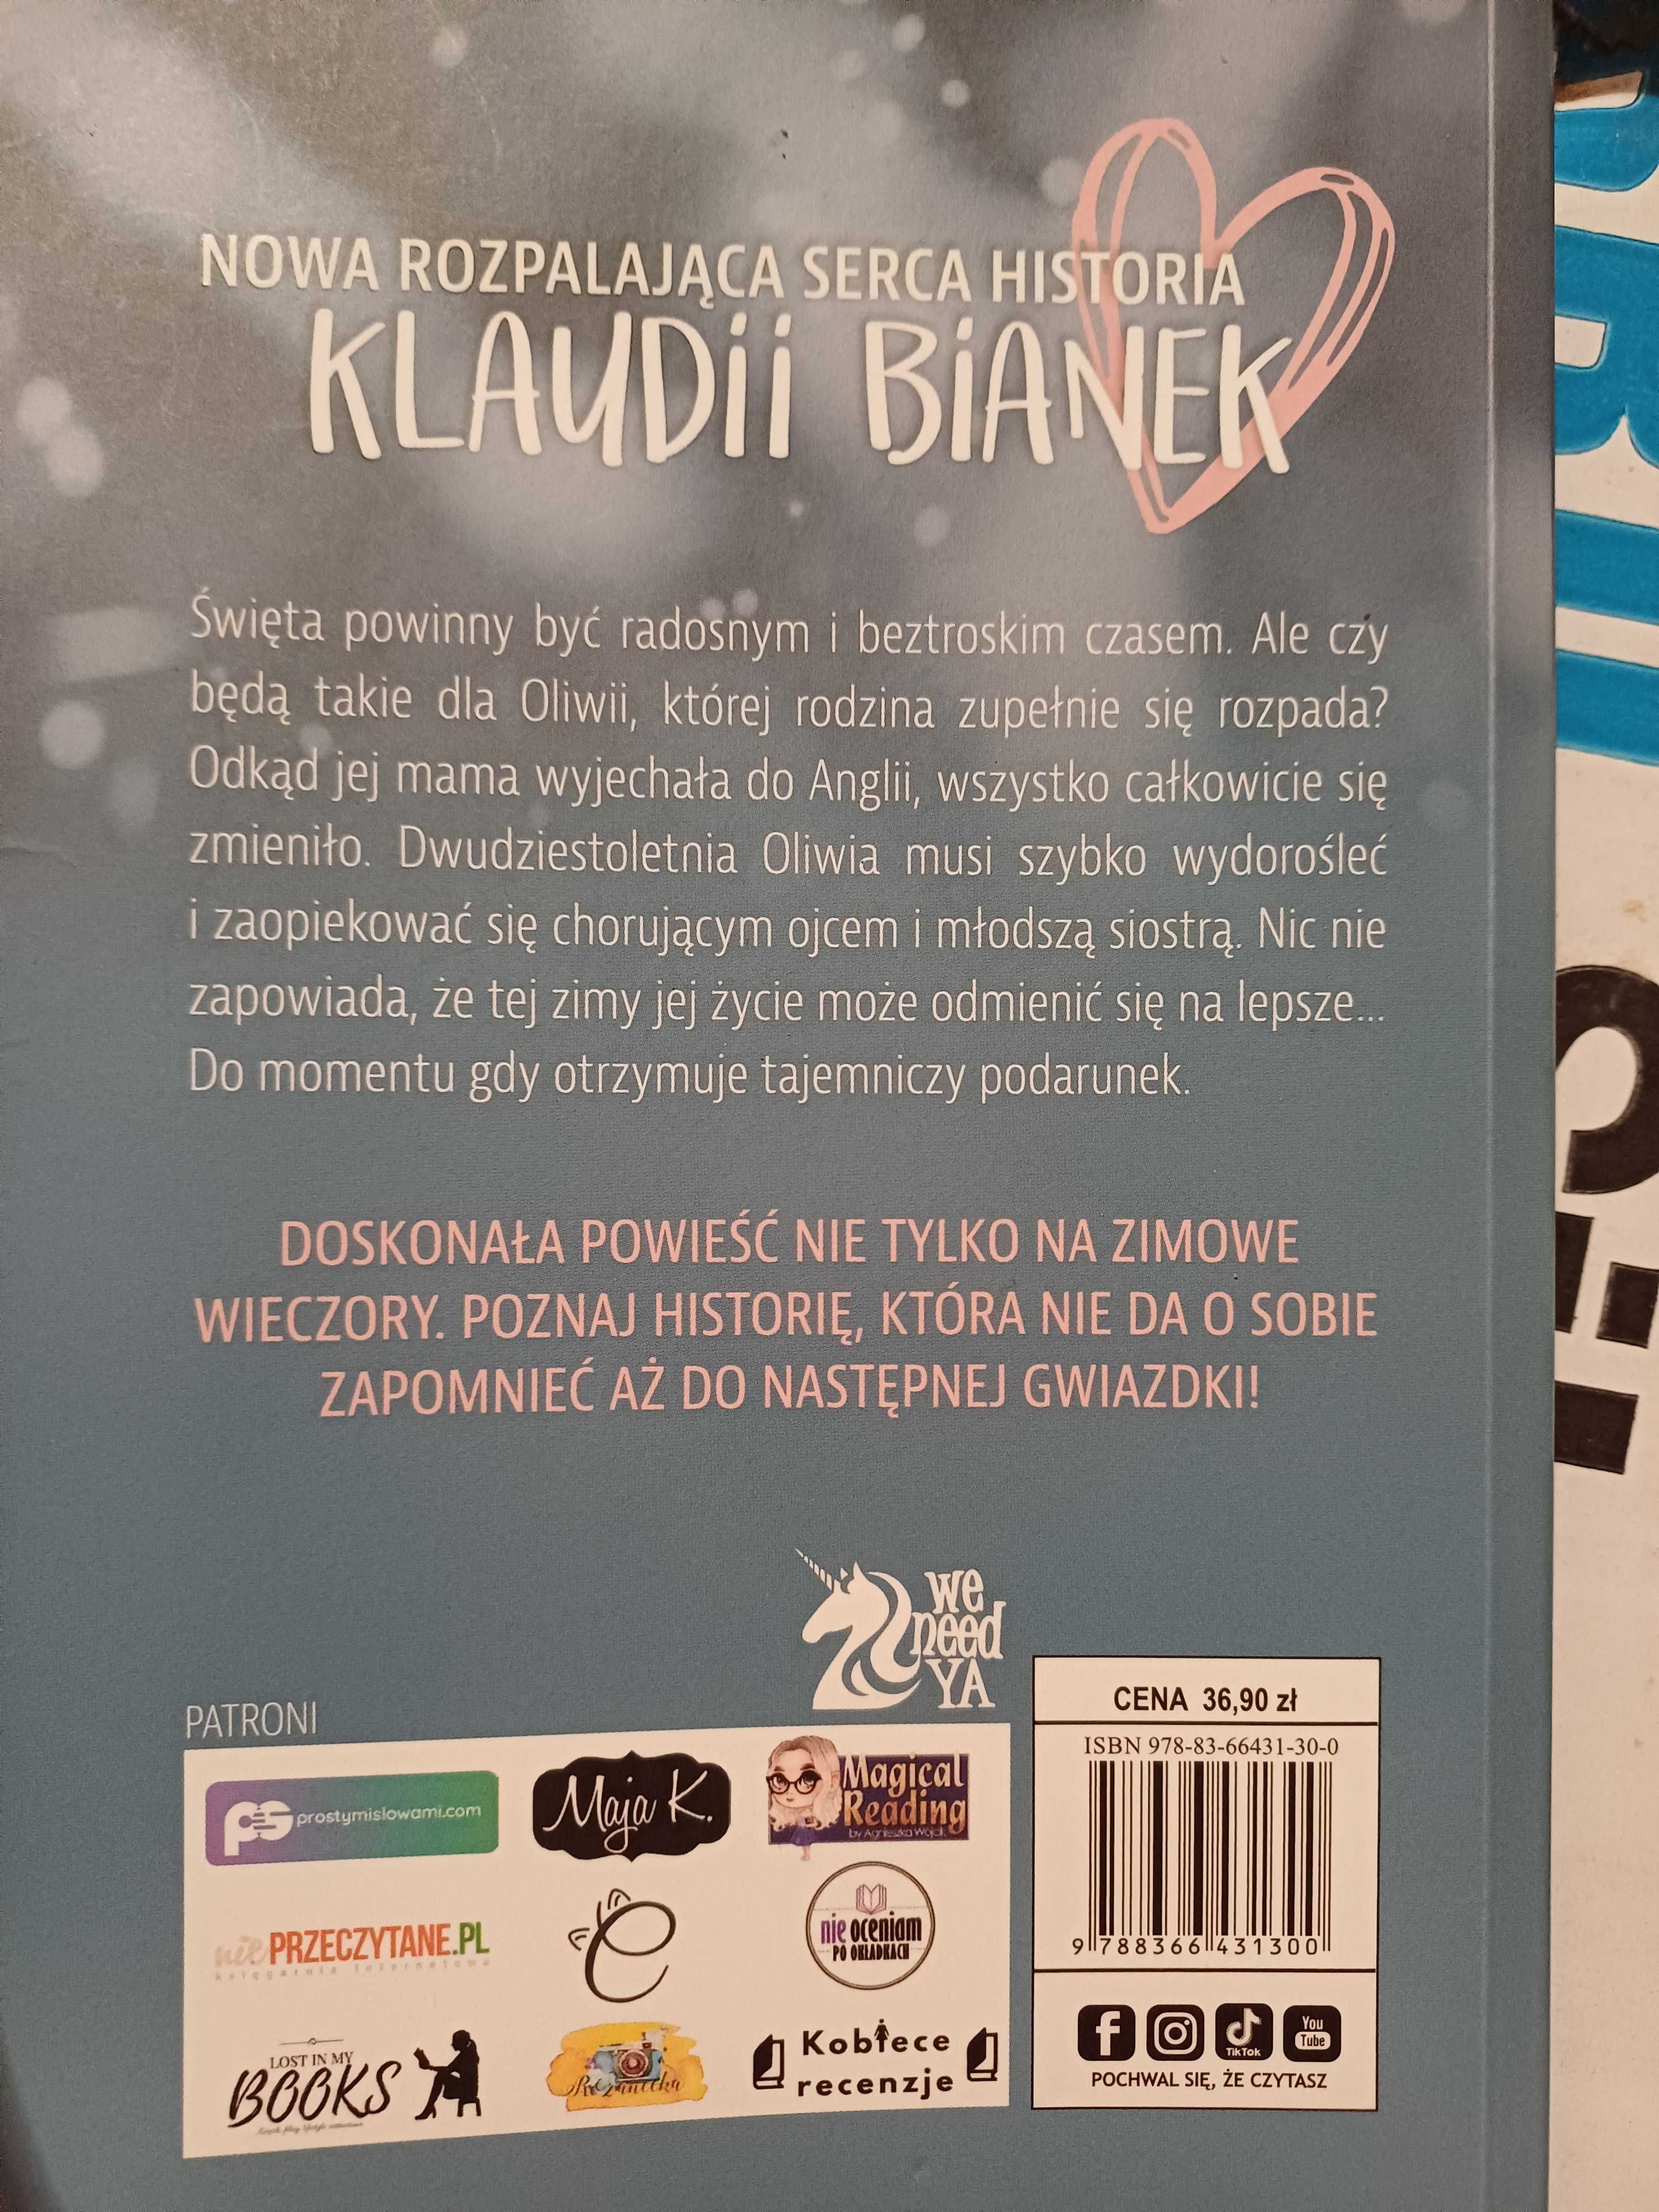 NOWA ROZPALAJĄCA SERCA HISTORIA
KLAUDii BiANEK
Święta powinny być radosnym i beztroskim czasem. Ale czy
będą takie dla Oliwii, której rodzina zupełnie się rozpada?
Odkąd jej mama wyjechała do Anglii, wszystko całkowicie się
zmieniło. Dwudziestoletnia Oliwia musi szybko wydorośleć
i zaopiekować się chorującym ojcem i młodszą siostrą. Nic nie
zapowiada, że tej zimy jej życie może odmienić się na lepsze...
Do momentu gdy otrzymuje tajemniczy podarunek.
DOSKONAŁA POWIEŚĆ NIE TYLKO NA ZIMOWE
WIECZORY. POZNAJ HISTORIĘ, KTÓRA NIE DA O SOBIE
ZAPOMNIEĆ AŻ DO NASTĘPNEJ GWIAZDKI!
we
need
YA
PATRONI
prostymislowami.com
Maja K.
Magical
Reading
by Agnieszka Wójcik
niePRZECZYTANE.PL
księgarnia internetowa
nie oceniam
PO OKŁADKACH
LOST IN MY
BOOKS
Kobiece
recenzje
CENA 36,90 zł
ISBN 978-83-66431-30-0
9 788366 431300
TikTok
You
Tube
POCHWAL SIĘ, ŻE CZYTASZ